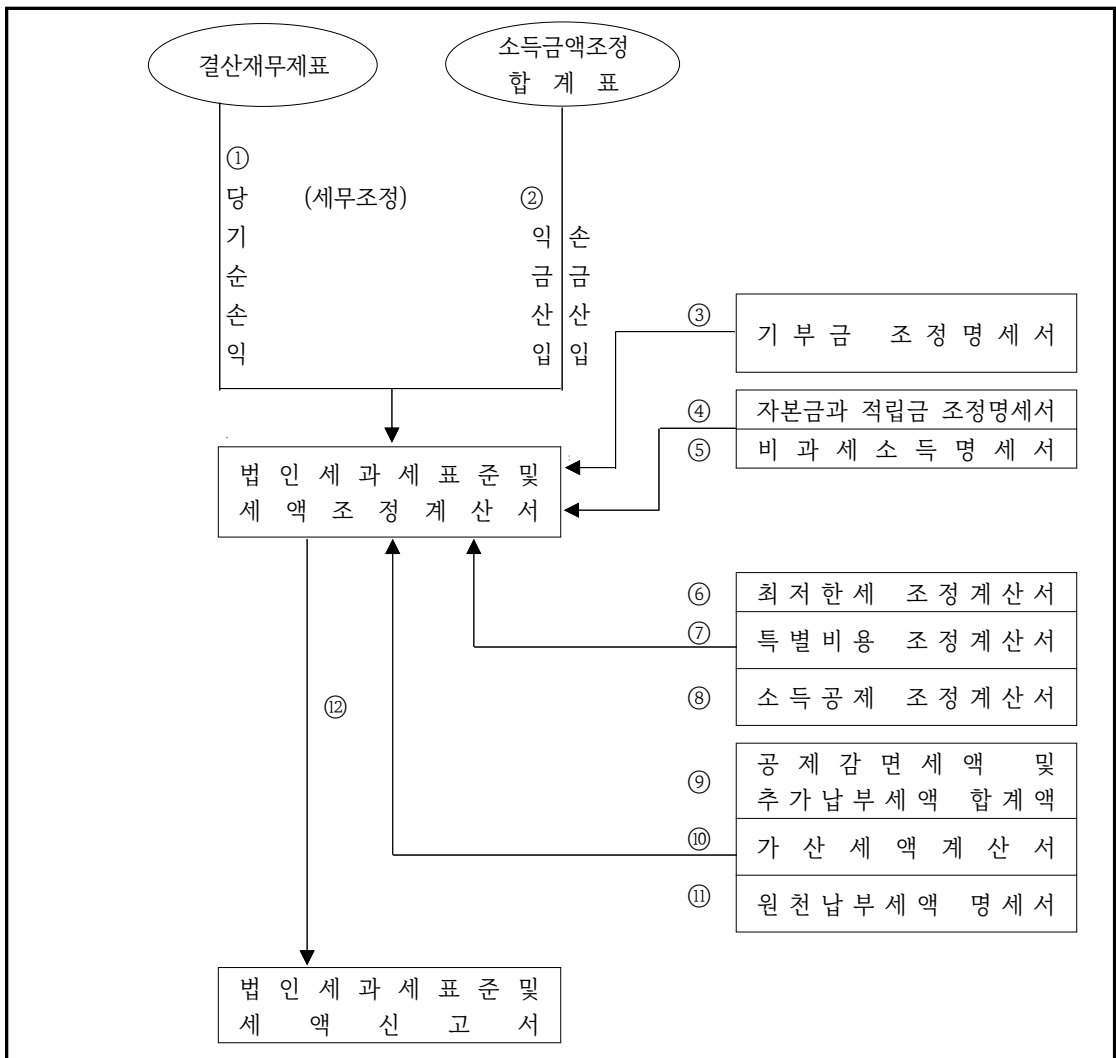 결산재무제표
소득금액조정
합 계 표
①
당 기 순 손 익
(세무조정)
②
익 금 산 입
손 금 산 입
③
기 부 금 조 정 명 세 서
④
자본금과 적립금 조정명세서
⑤
비 과 세 소 득 명 세 서
법 인 세 과 세 표 준 및
세 액 조 정 계 산 서
⑥
최 저 한 세 조 정 계 산 서
⑦
특 별 비 용 조 정 계 산 서
⑧
소 득 공 제 조 정 계 산 서
⑨
공 제 감 면 세 액 및
추 가 납 부 세 액 합 계 액
⑩
가 산 세 액 계 산 서
⑪
원 천 납 부 세 액 명 세 서
⑫
법 인 세 과 세 표 준 및
세 액 신 고 서